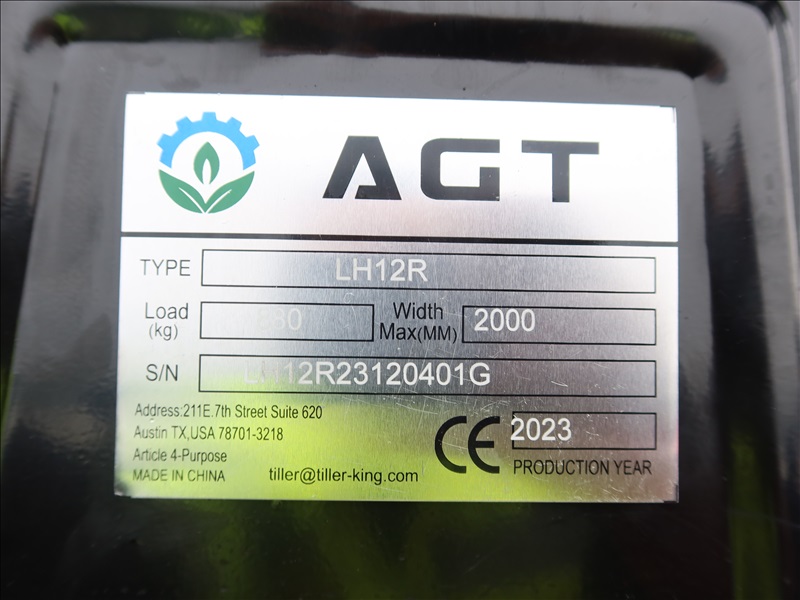 AGT
TYPE LH12R
Load (kg) Width Max(MM) 2000
S/N LH12R23120401G
Address:211E.7th Street Suite 620
Austin TX,USA 78701-3218
Article 4-Purpose
MADE IN CHINA tiller@tiller-king.com
CE 2023
PRODUCTION YEAR